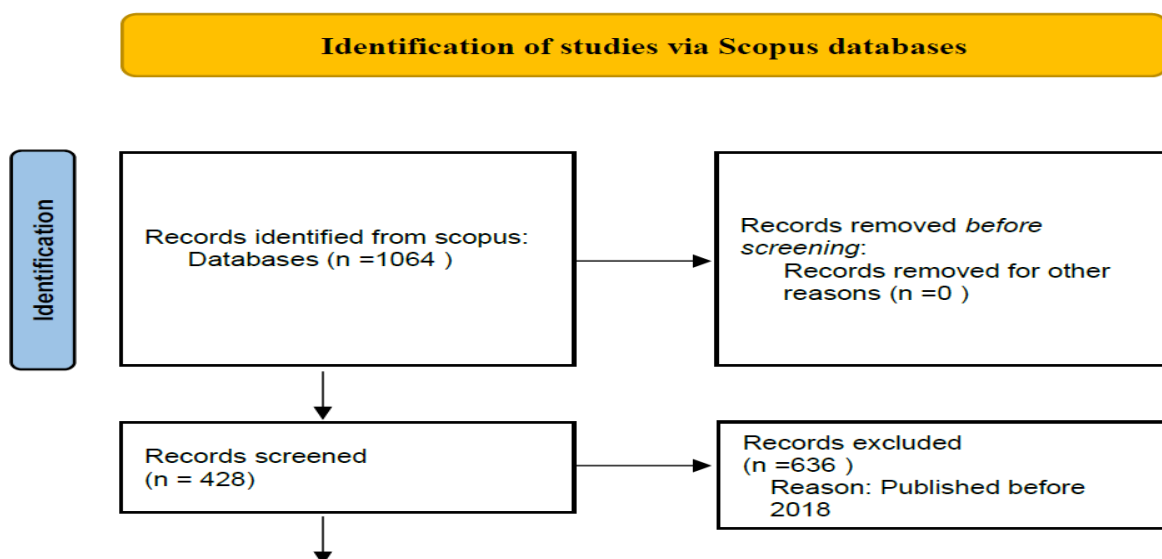 Identification of studies via Scopus databases
Identification
Records identified from scopus:
Databases (n =1064 )
Records removed before
screening:
Records removed for other
reasons (n =0 )
Records screened
(n = 428)
Records excluded
(n =636 )
Reason: Published before
2018